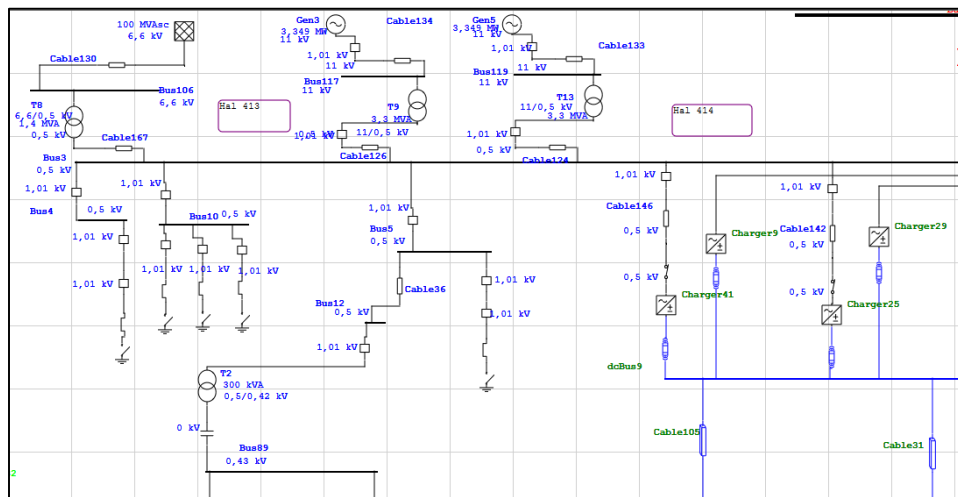 100 MVAsc
6,6 kV
Cable130
Bus106
6,6 kV
T8
6,6/0,5 kV
1,4 MVA
0,5 kV
Cable167
Hal 413
Gen3
3,349 MW
11 kV
1,01 kV
11 kV
Cable134
Bus117
11 kV
T9
3,3 MVA
11/0,5 kV
1,01 kV
0,5 kV
Cable126
Gen5
3,349 MW
11 kV
1,01 kV
11 kV
Cable133
Bus119
11 kV
T13
11/0,5 kV
3,3 MVA
1,01 kV
0,5 kV
Cable124
Hal 414
Bus3
0,5 kV
1,01 kV
Bus4
0,5 kV
1,01 kV
1,01 kV
1,01 kV
Bus10
0,5 kV
1,01 kV
1,01 kV
1,01 kV
1,01 kV
Bus5
0,5 kV
Cable36
Bus12
0,5 kV
1,01 kV
1,01 kV
1,01 kV
T2
300 kVA
0,5/0,42 kV
0 kV
Bus89
0,43 kV
1,01 kV
Cable146
0,5 kV
0,5 kV
Charger9
Charger41
1,01 kV
Cable142
0,5 kV
0,5 kV
Charger29
Charger25
dcBus9
Cable105
Cable31
2